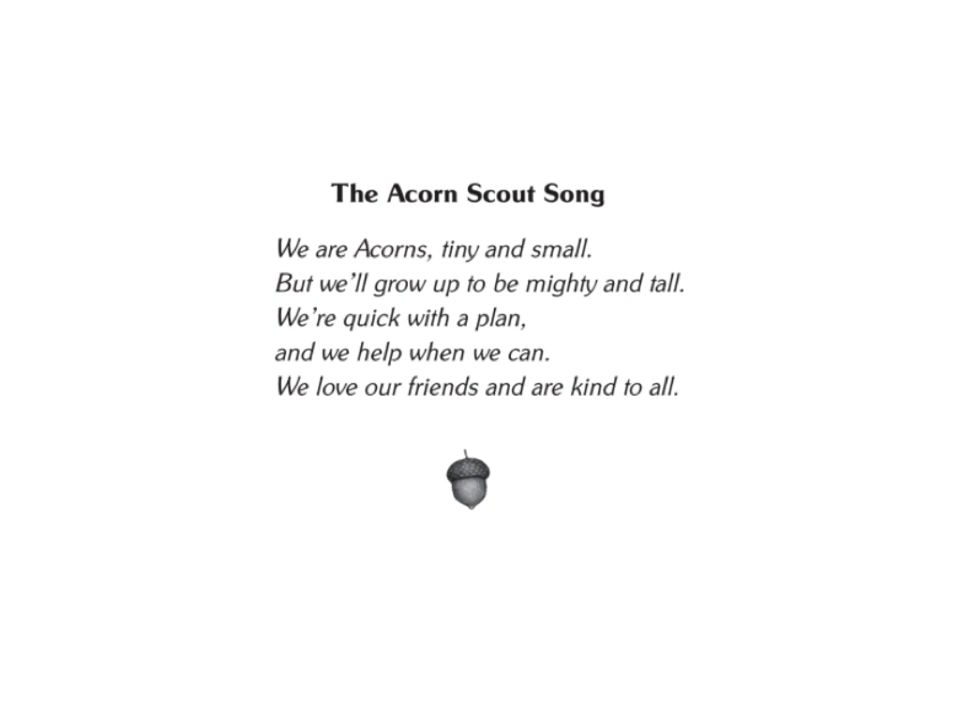 The Acorn Scout Song
We are Acorns, tiny and small.
But we’ll grow up to be mighty and tall.
We’re quick with a plan,
and we help when we can.
We love our friends and are kind to all.